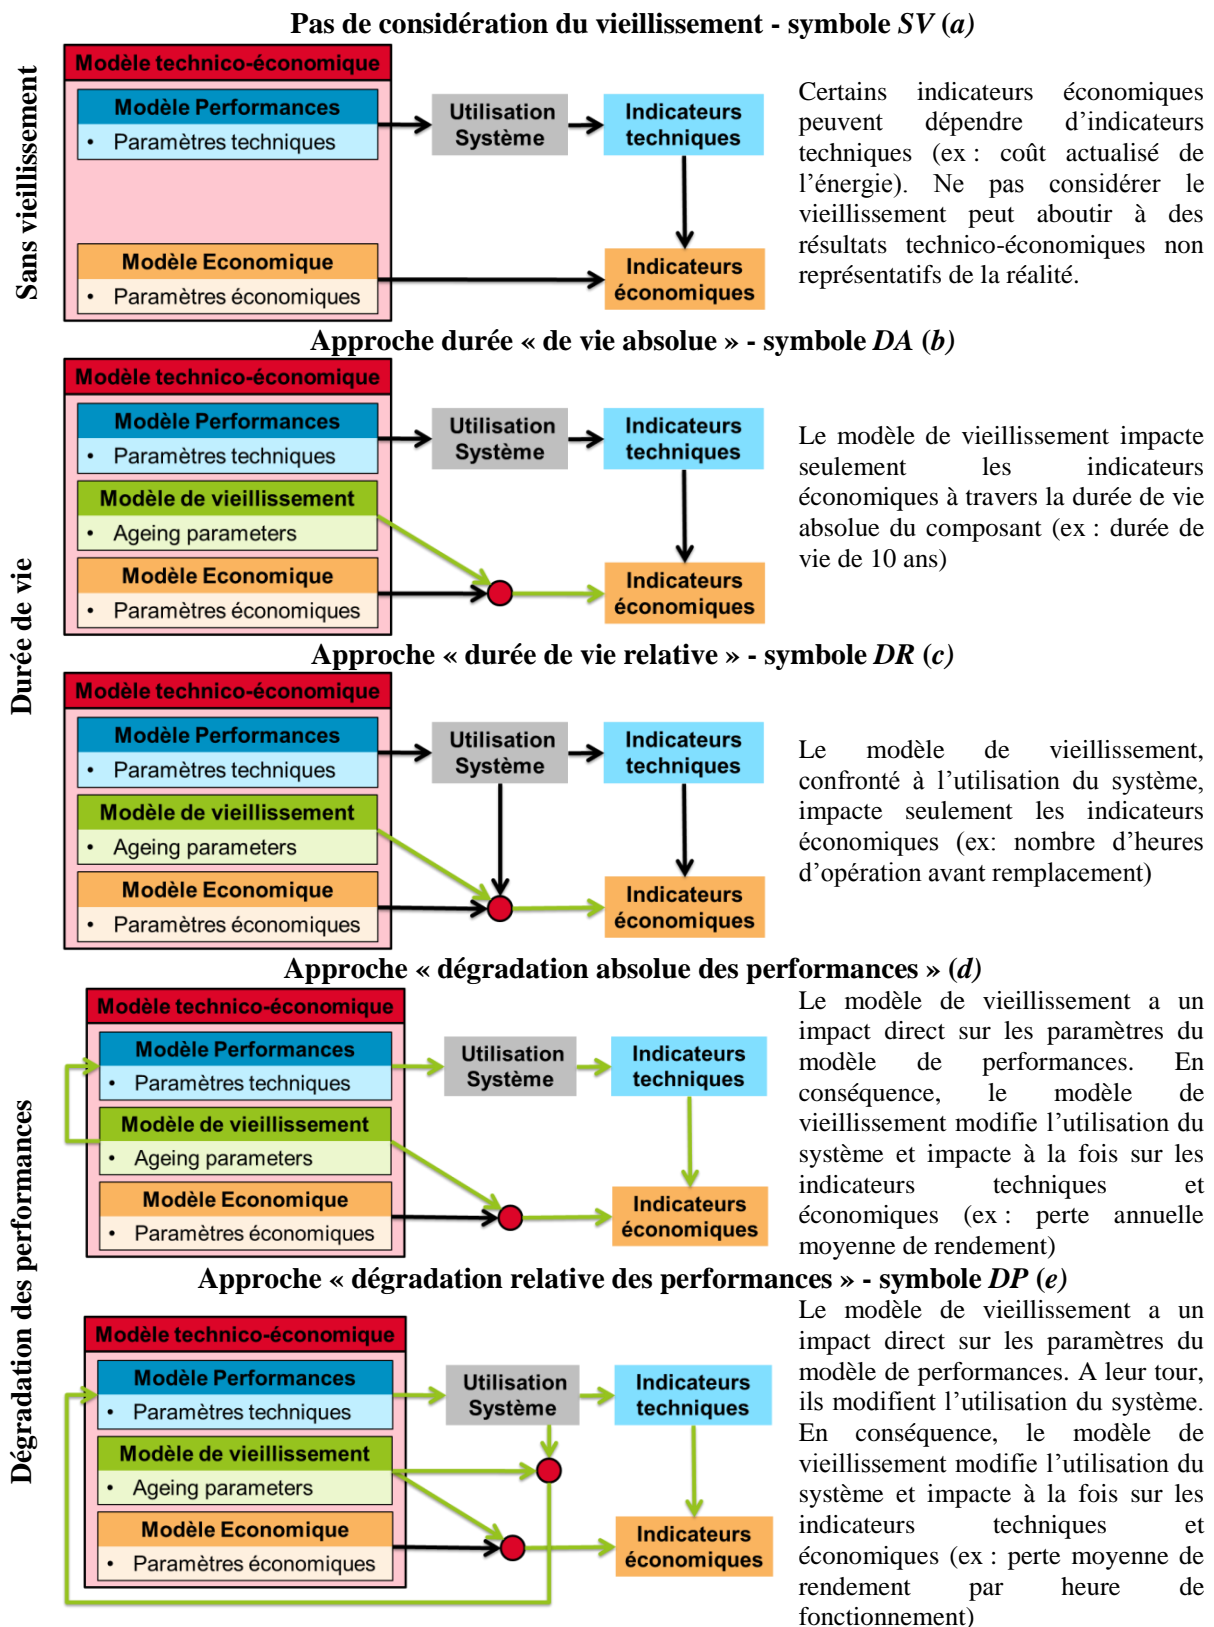 Pas de considération du vieillissement - symbole SV (a)
Sans vieillissement
Modèle technico-économique
Modèle Performances
• Paramètres techniques
Modèle Economique
• Paramètres économiques
Utilisation
Système
Indicateurs
techniques
Indicateurs
économiques
Certains indicateurs économiques
peuvent dépendre d'indicateurs
techniques (ex : coût actualisé de
l'énergie). Ne pas considérer le
vieillissement peut aboutir à des
résultats technico-économiques non
représentatifs de la réalité.
Approche durée « de vie absolue » - symbole DA (b)
Durée de vie
Modèle technico-économique
Modèle Performances
• Paramètres techniques
Modèle de vieillissement
• Ageing parameters
Modèle Economique
• Paramètres économiques
Utilisation
Système
Indicateurs
techniques
Indicateurs
économiques
Le modèle de vieillissement impacte
seulement les indicateurs
économiques à travers la durée de vie
absolue du composant (ex : durée de
vie de 10 ans)
Approche « durée de vie relative » - symbole DR (c)
Modèle technico-économique
Modèle Performances
• Paramètres techniques
Modèle de vieillissement
• Ageing parameters
Modèle Economique
• Paramètres économiques
Utilisation
Système
Indicateurs
techniques
Indicateurs
économiques
Le modèle de vieillissement,
confronté à l'utilisation du système,
impacte seulement les indicateurs
économiques (ex: nombre d'heures
d'opération avant remplacement)
Approche « dégradation absolue des performances » (d)
Dégradation des performances
Modèle technico-économique
Modèle Performances
• Paramètres techniques
Modèle de vieillissement
• Ageing parameters
Modèle Economique
• Paramètres économiques
Utilisation
Système
Indicateurs
techniques
Indicateurs
économiques
Le modèle de vieillissement a un
impact direct sur les paramètres du
modèle de performances. En
conséquence, le modèle de
vieillissement modifie l'utilisation du
système et impacte à la fois sur les
indicateurs techniques et
économiques (ex : perte annuelle
moyenne de rendement)
Approche « dégradation relative des performances » - symbole DP (e)
Modèle technico-économique
Modèle Performances
• Paramètres techniques
Modèle de vieillissement
• Ageing parameters
Modèle Economique
• Paramètres économiques
Utilisation
Système
Indicateurs
techniques
Indicateurs
économiques
Le modèle de vieillissement a un
impact direct sur les paramètres du
modèle de performances. A leur tour,
ils modifient l'utilisation du système.
En conséquence, le modèle de
vieillissement modifie l'utilisation du
système et impacte à la fois sur les
indicateurs techniques et
économiques (ex : perte moyenne de
rendement par heure de
fonctionnement)